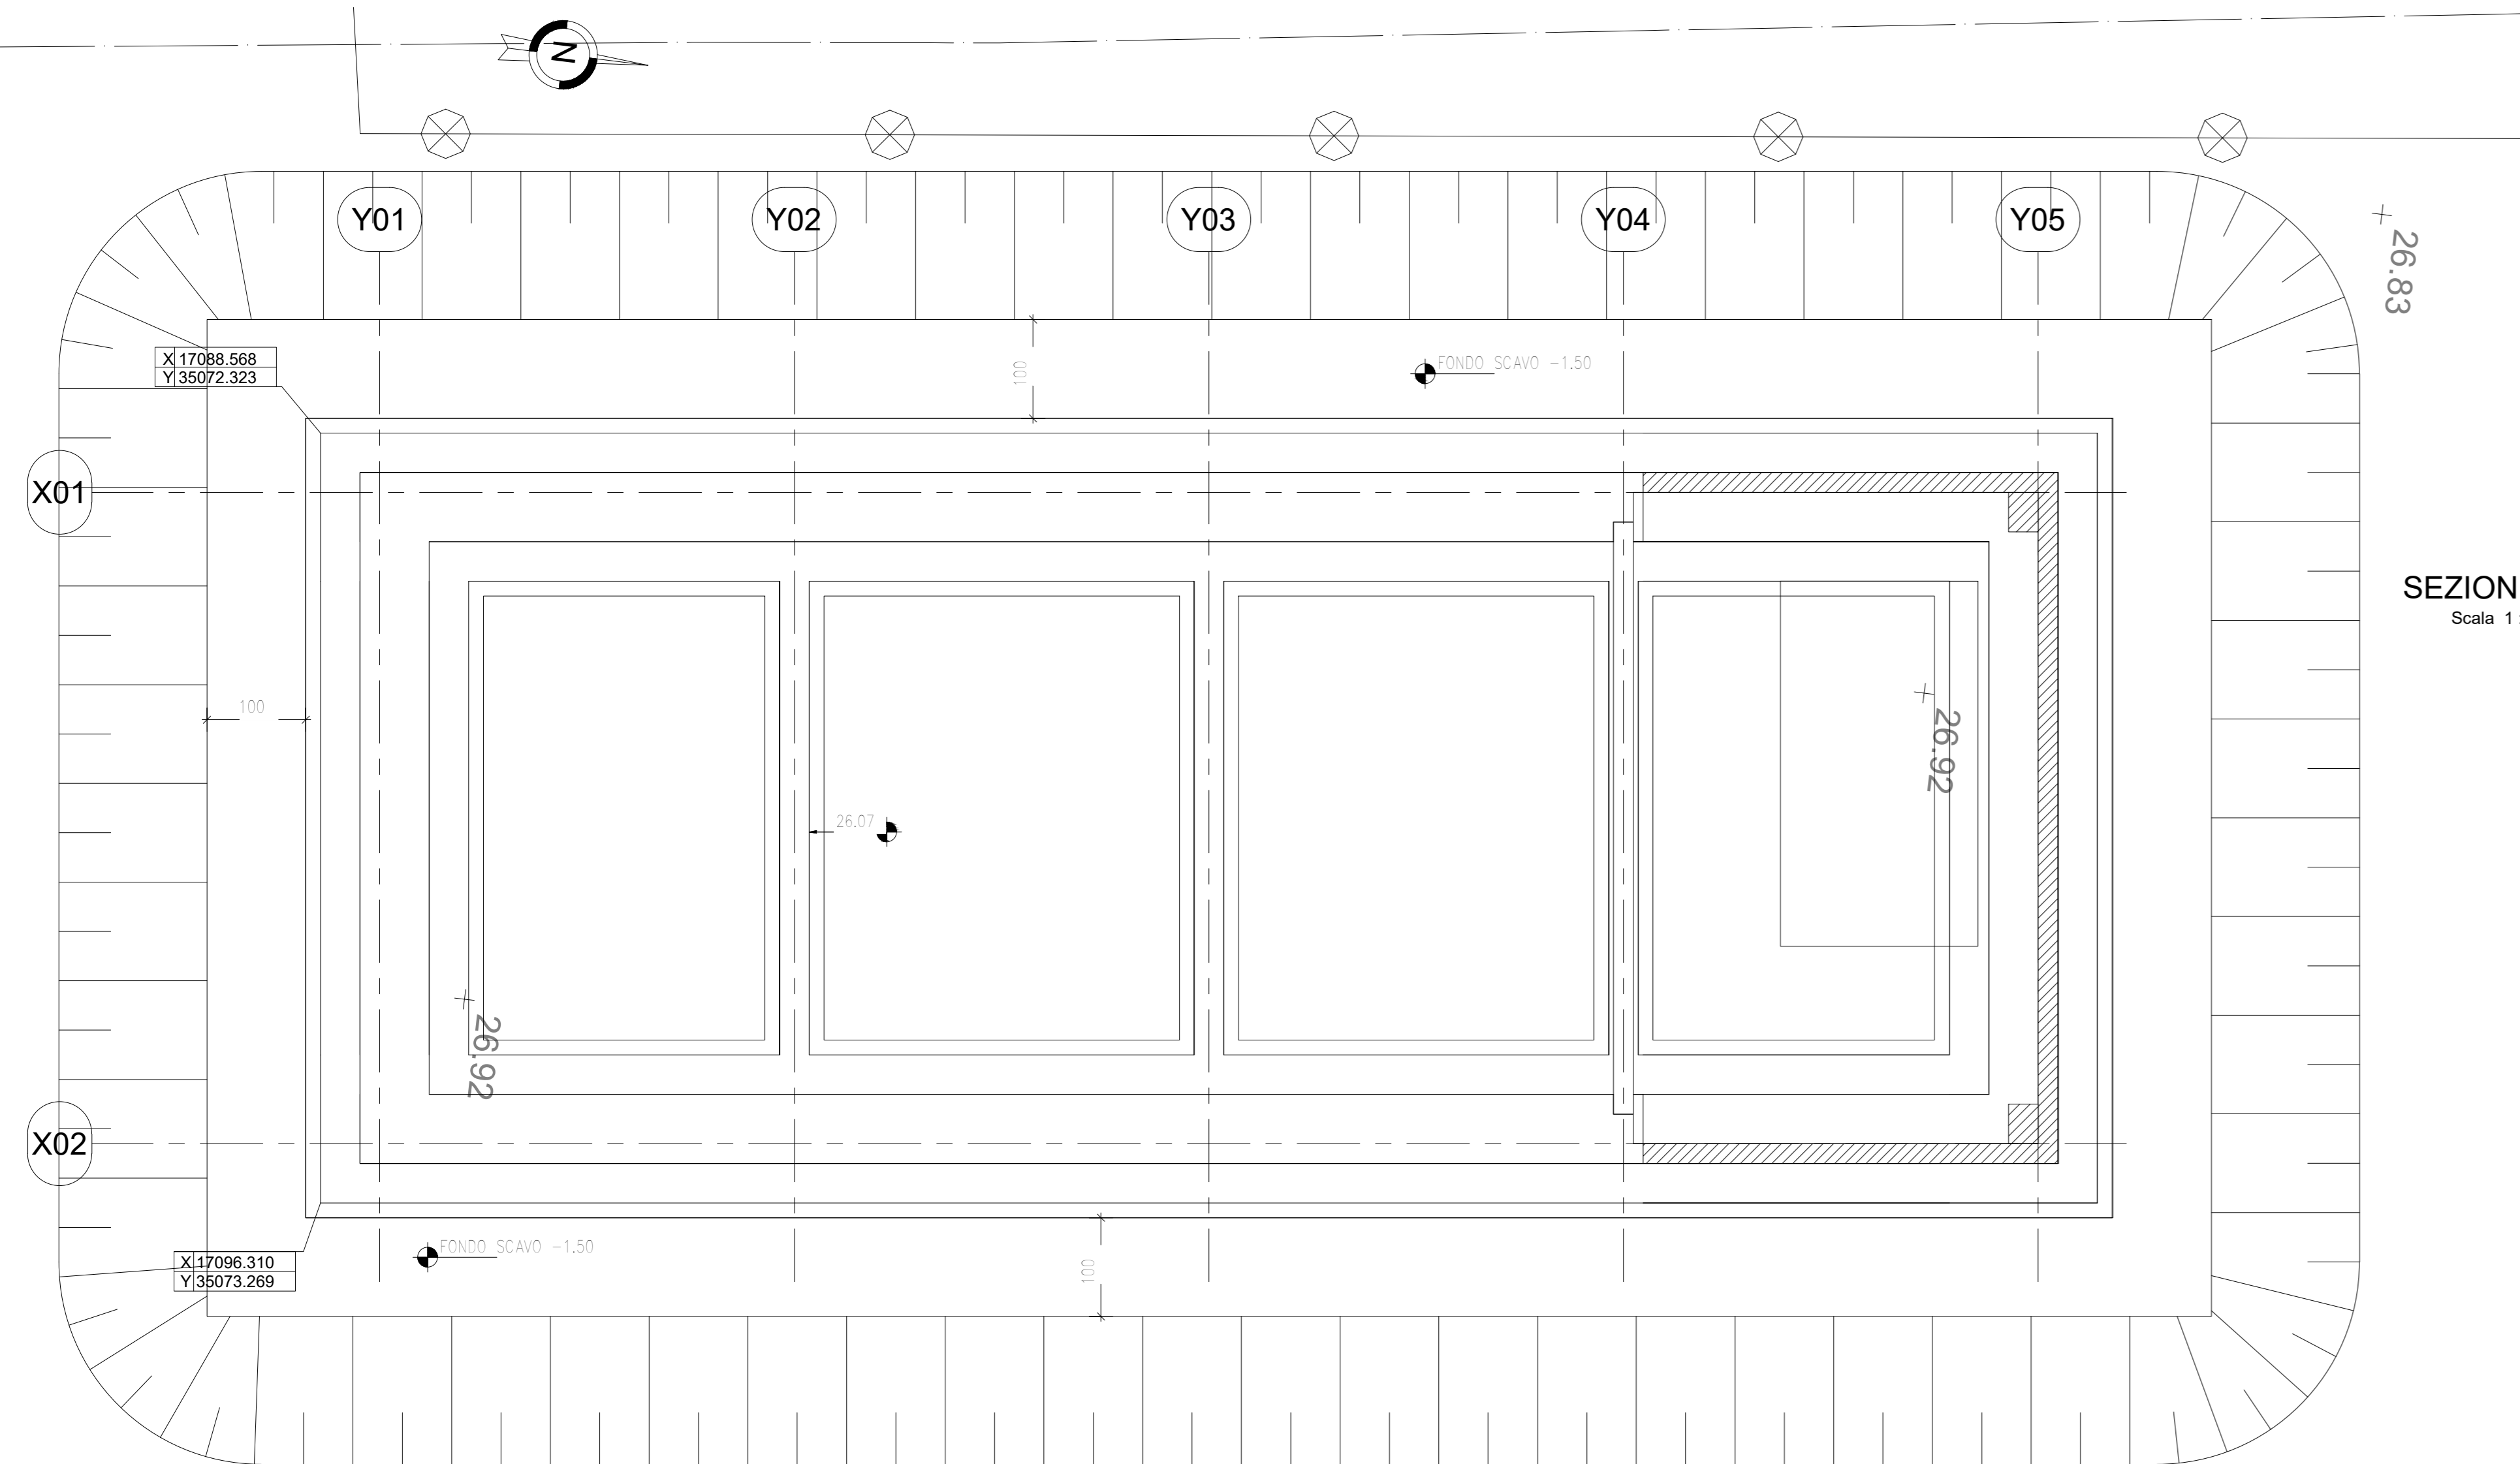 N
Y01
Y02
Y03
Y04
Y05
26.83
X 17088.568
Y 35072.323
100
FONDO SCAVO -1.50
X01
SEZION
Scala 1 :
100
26.92
26.07
26.92
X02
FONDO SCAVO -1.50
X 17096.310
Y 35073.269
100